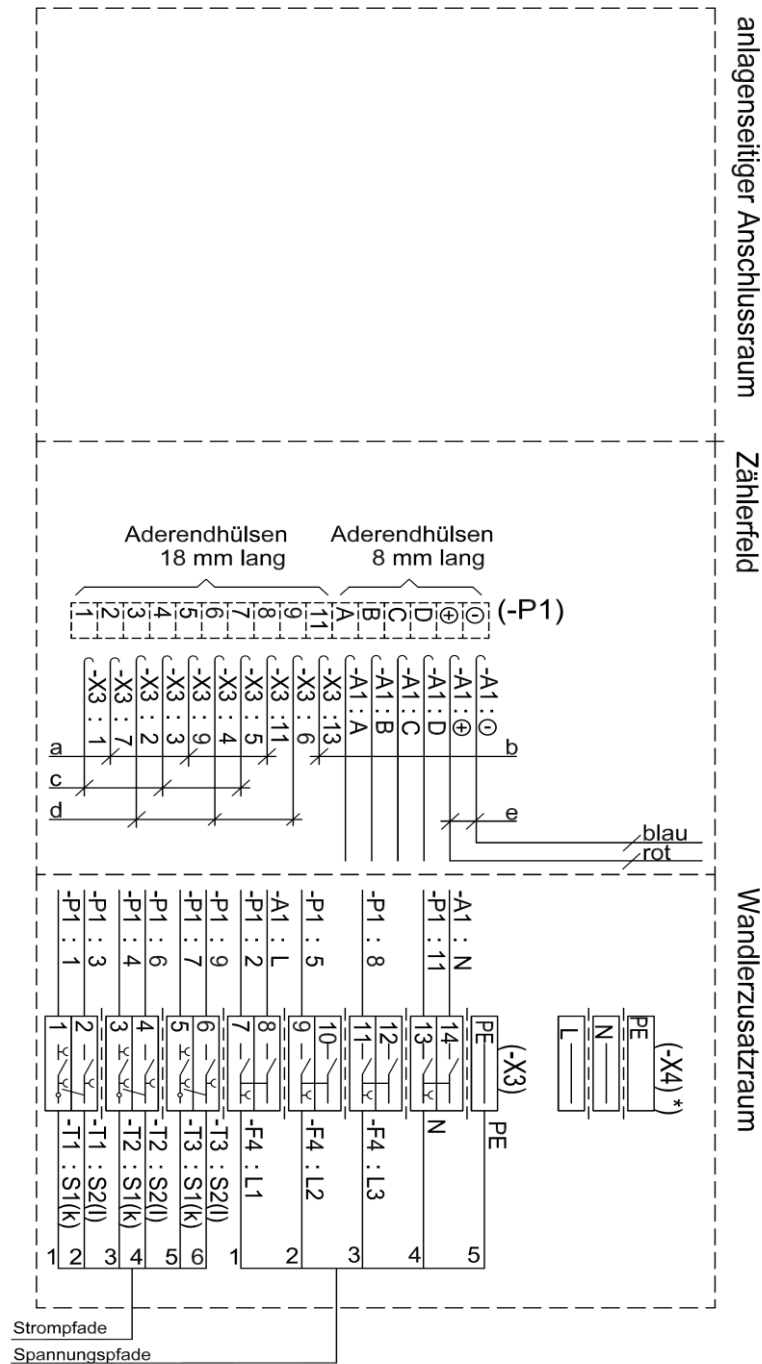 anlagenseitiger Anschlussraum
Zählerfeld
Aderendhülsen
18 mm lang
Aderendhülsen
8 mm lang
1 2 3 4 5 6 7 8 9 11 A B C D ⊕ ⊖ (-P1)
-X3 : 1
-X3 : 7
-X3 : 2
-X3 : 3
-X3 : 9
-X3 : 4
-X3 : 5
-X3 :11
-X3 : 6
-X3 :13
-A1 : A
-A1 : B
-A1 : C
-A1 : D
-A1 : ⊕
-A1 : ⊖
a
b
c
d
e
blau
rot
Wandlerzusatzraum
-P1 : 1
-P1 : 3
-P1 : 4
-P1 : 6
-P1 : 7
-P1 : 9
-P1 : 2
-A1 : L
-P1 : 5
-P1 : 8
-P1 : 11
-A1 : N
1 2 3 4 5 6 7 8 9 10 11 12 13 14 PE (-X3)
L N PE (-X4) *)
-T1 : S1(k)
-T1 : S2(l)
-T2 : S1(k)
-T2 : S2(l)
-T3 : S1(k)
-T3 : S2(l)
-F4 : L1
-F4 : L2
-F4 : L3
N
PE
1 2 3 4 5 6 1 2 3 4 5
Strompfade
Spannungspfade